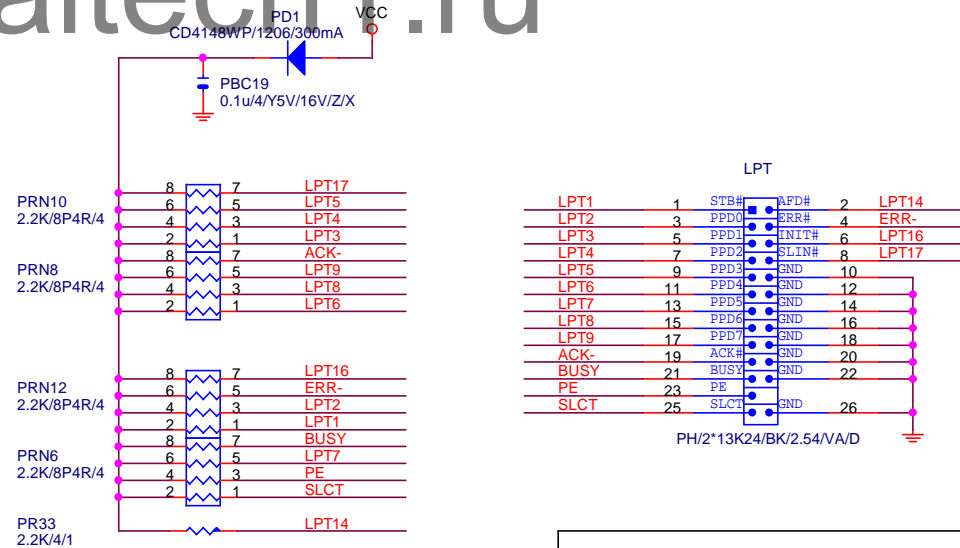 altech1.ru
PD1
VCC
CD4148WP/1206/300mA
PBC19
0.1u/4/Y5V/16V/Z/X
PRN10
2.2K/8P4R/4
8 7 LPT17
6 5 LPT5
4 3 LPT4
2 1 LPT3
PRN8
2.2K/8P4R/4
8 7 ACK-
6 5 LPT9
4 3 LPT8
2 1 LPT6
PRN12
2.2K/8P4R/4
8 7 LPT16
6 5 ERR-
4 3 LPT2
2 1 LPT1
PRN6
2.2K/8P4R/4
8 7 BUSY
6 5 LPT7
4 3 PE
2 1 SLCT
PR33
2.2K/4/1
LPT14
LPT
LPT1 1 STB# AFD# 2 LPT14
LPT2 3 PPD0 ERR# 4 ERR-
LPT3 5 PPD1 INIT# 6 LPT16
LPT4 7 PPD2 SLIN# 8 LPT17
LPT5 9 PPD3 GND 10
LPT6 11 PPD4 GND 12
LPT7 13 PPD5 GND 14
LPT8 15 PPD6 GND 16
LPT9 17 PPD7 GND 18
ACK- 19 ACK# GND 20
BUSY 21 BUSY GND 22
PE 23 PE
SLCT 25 SLCT GND 26
PH/2*13K24/BK/2.54/VA/D